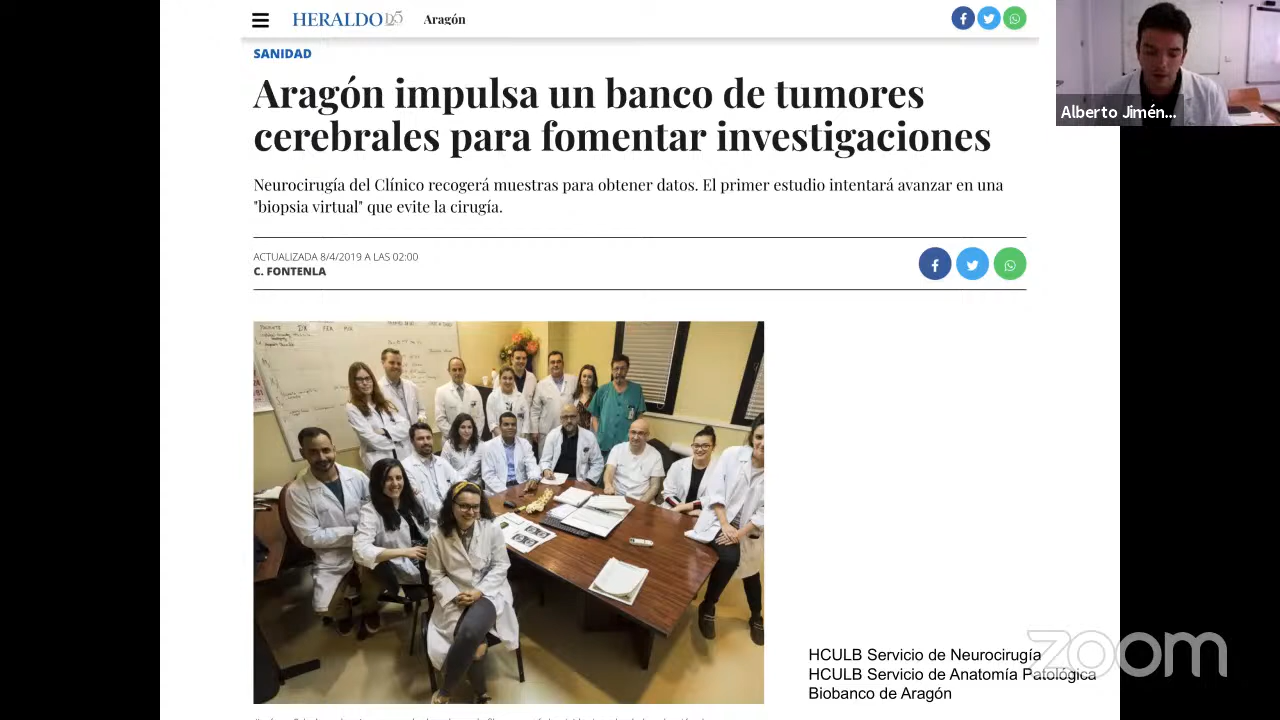 HERALDO
Aragón
SANIDAD
Aragón impulsa un banco de tumores
cerebrales para fomentar investigaciones
Neurocirugía del Clínico recogerá muestras para obtener datos. El primer estudio intentará avanzar en una
"biopsia virtual" que evite la cirugía.
ACTUALIZADA 8/4/2019 A LAS 02:00
C. FONTENLA
HCULB Servicio de Neurocirugía
HCULB Servicio de Anatomía Patológica
Biobanco de Aragón
Alberto Jimén...
zoom